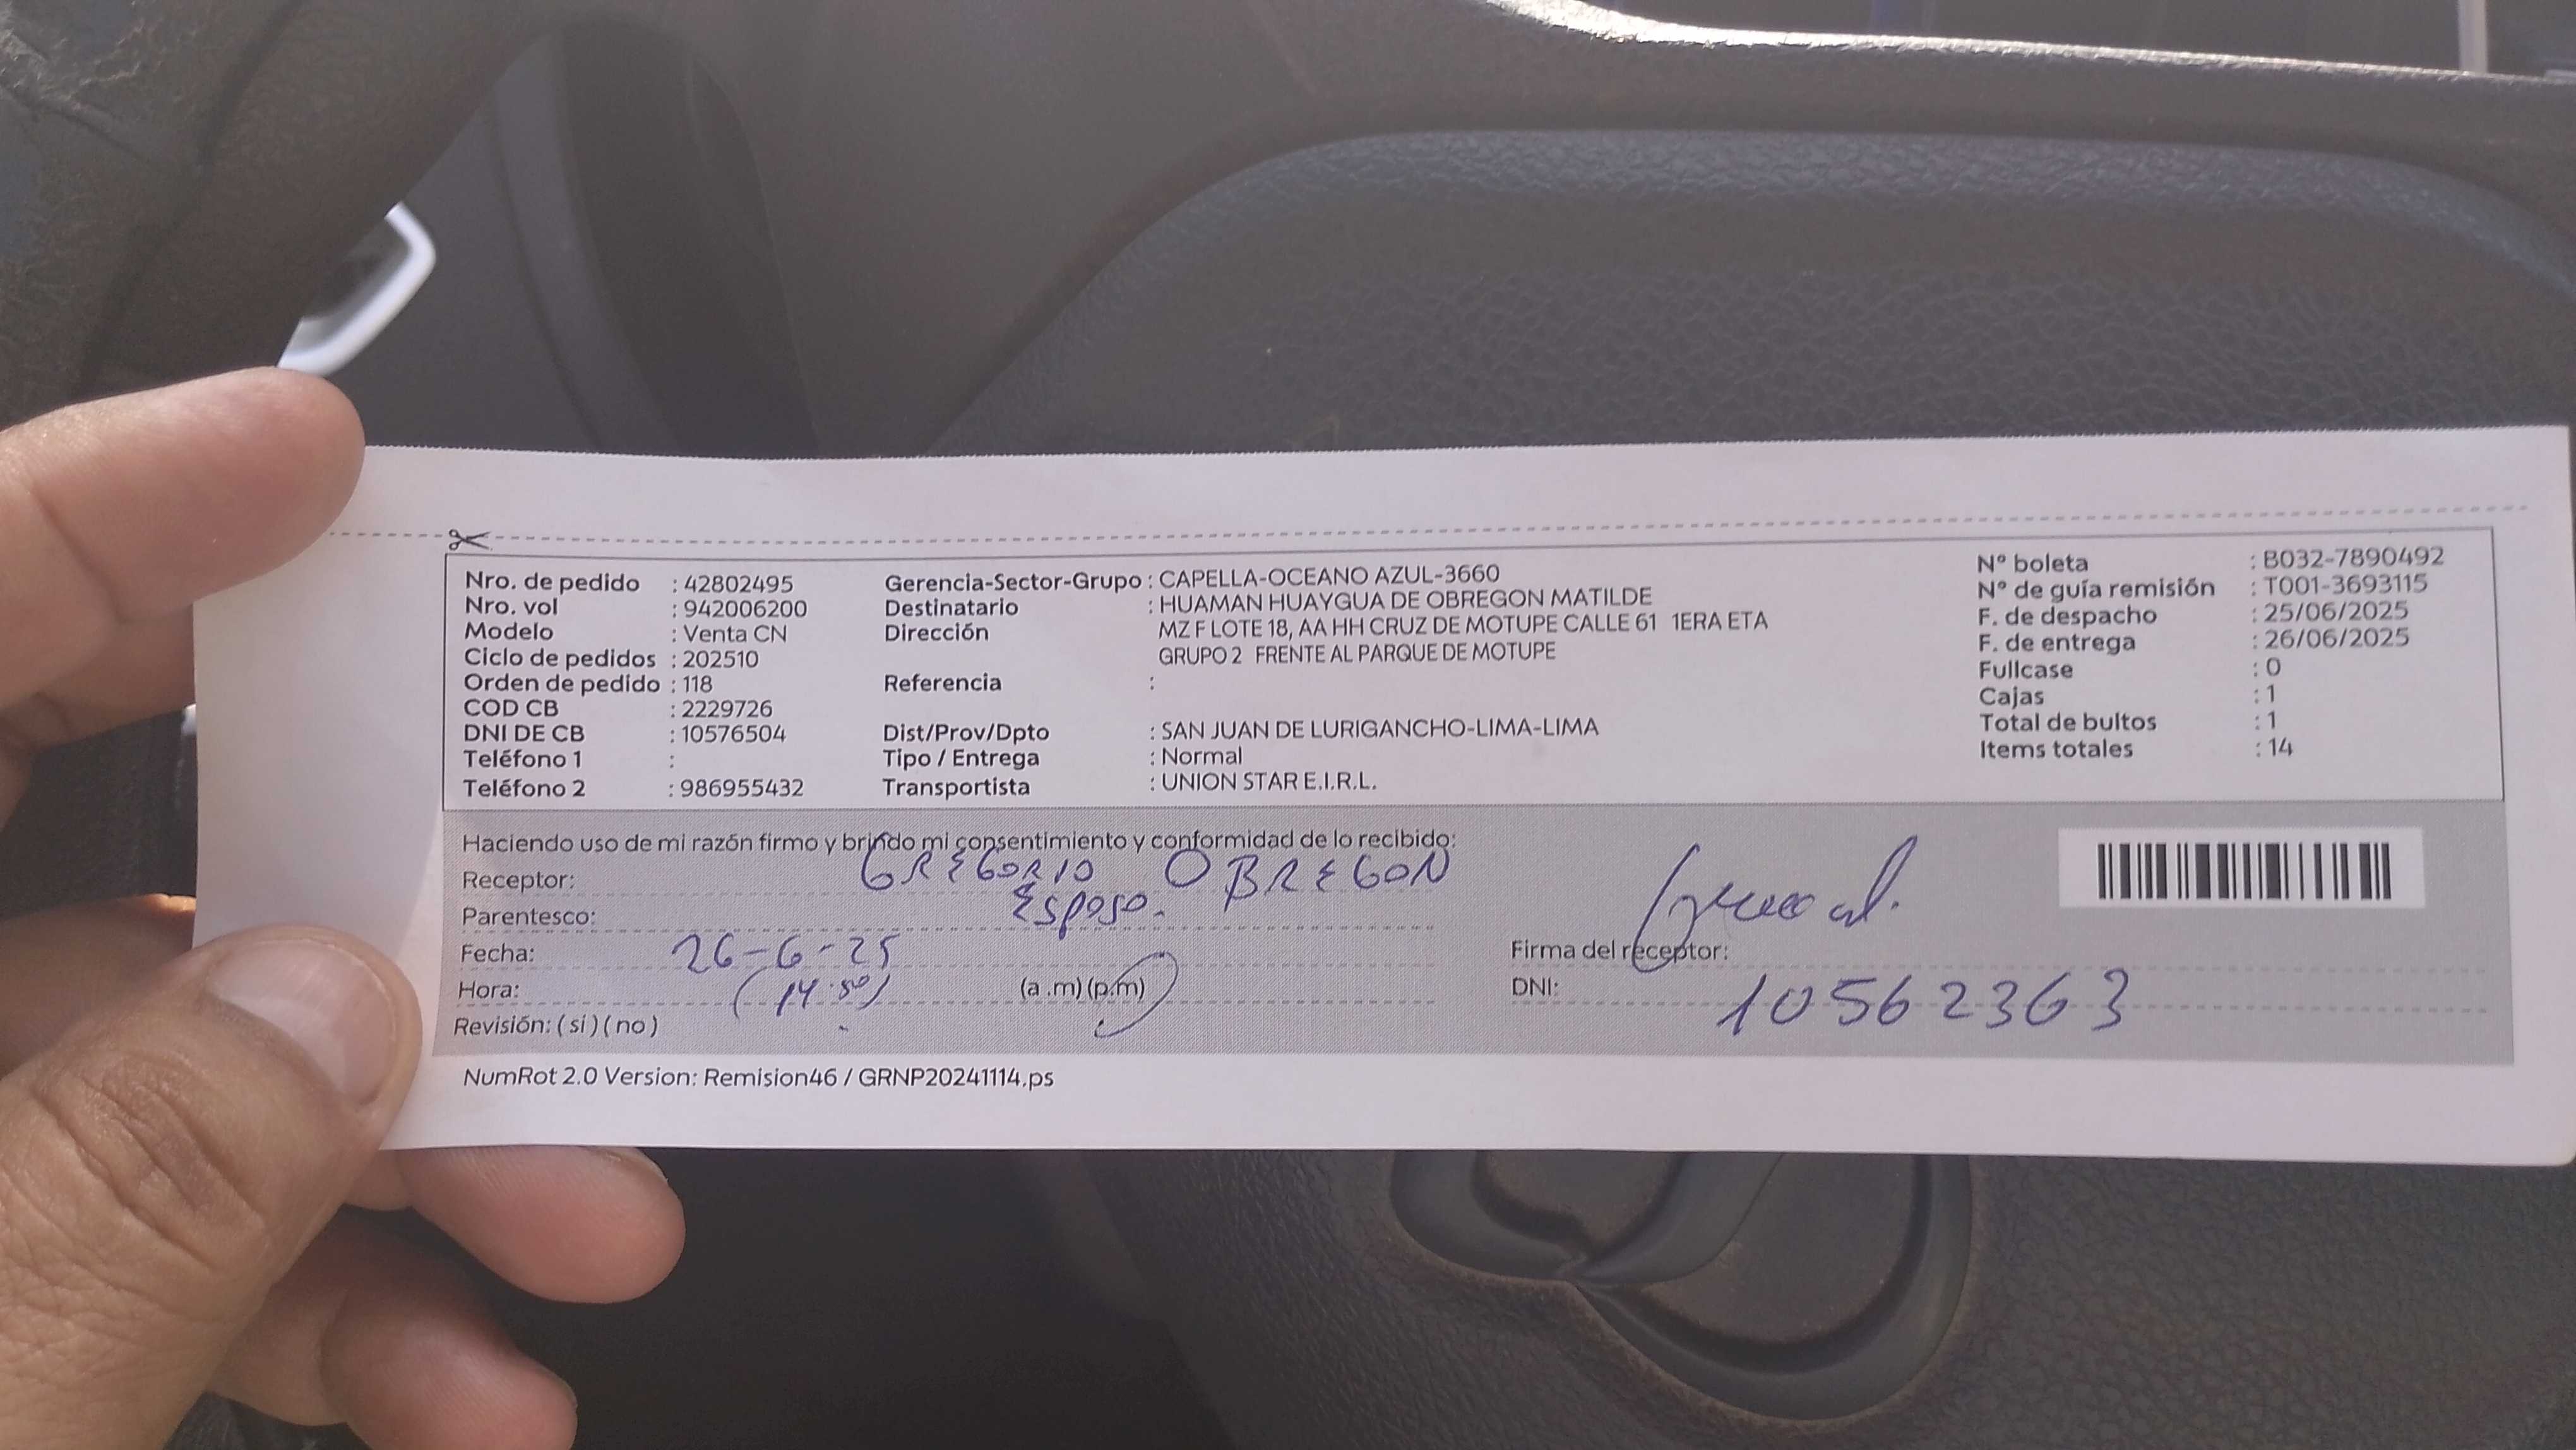 Nro. de pedido : 42802495
Nro. vol : 942006200
Modelo : Venta CN
Ciclo de pedidos : 202510
Orden de pedido : 118
COD CB : 2229726
DNI DE CB : 10576504
Teléfono 1 :
Teléfono 2 : 986955432
Gerencia-Sector-Grupo : CAPELLA-OCEANO AZUL-3660
Destinatario : HUAMAN HUAYGUA DE OBREGON MATILDE
Dirección MZ F LOTE 18, AA HH CRUZ DE MOTUPE CALLE 61 1ERA ETA
GRUPO 2 FRENTE AL PARQUE DE MOTUPE
Referencia :
Dist/Prov/Dpto : SAN JUAN DE LURIGANCHO-LIMA-LIMA
Tipo / Entrega : Normal
Transportista : UNION STAR E.I.R.L.
N° boleta : B032-7890492
N° de guía remisión : T001-3693115
F. de despacho : 25/06/2025
F. de entrega : 26/06/2025
Fullcase : 0
Cajas : 1
Total de bultos : 1
Items totales : 14
Haciendo uso de mi razón firmo y brindo mi consentimiento y conformidad de lo recibido:
Receptor: GREGORIO OBREGON
Parentesco: Esposo.
Fecha: 26-6-25
Hora: (14:50) (a .m) (p.m)
Revisión: ( si ) ( no )
Firma del receptor:
DNI: 10562363
NumRot 2.0 Version: Remision46 / GRNP20241114.ps